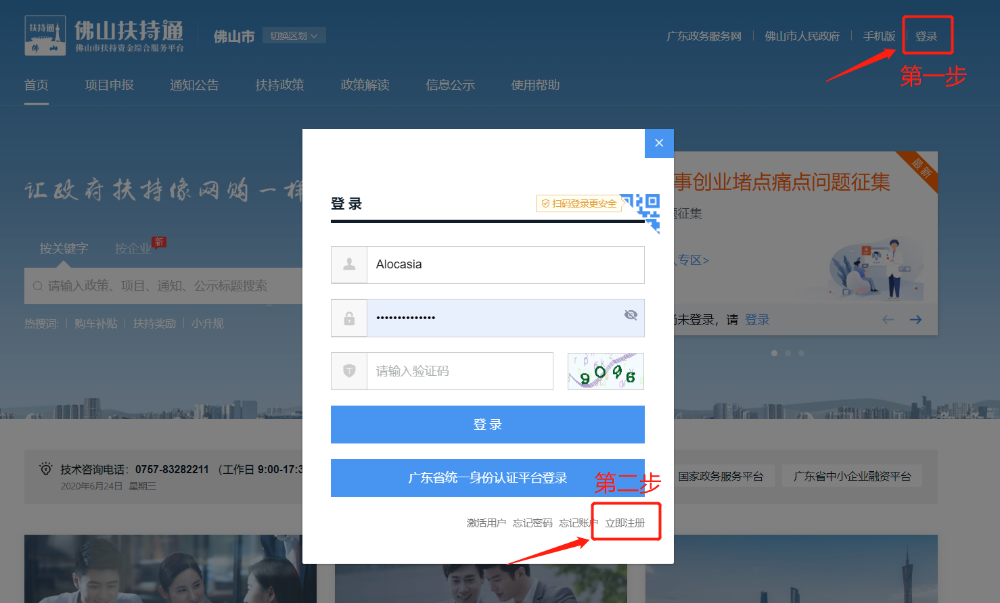 扶持通
佛山
佛山扶持通
佛山市扶持资金综合服务平台
佛山市
切换区划
广东政务服务网
佛山市人民政府
手机版
登录
第一步
首页
项目申报
通知公告
扶持政策
政策解读
信息公示
使用帮助
让政府扶持像网购一样
最新
事创业堵点痛点问题征集
题征集
专区>
按关键字
按企业
新
请输入政策、项目、通知、公示标题搜索
热搜词:
购车补贴
扶持奖励
小升规
尚未登录，请 登录
登 录
扫码登录更安全
Alocasia
••••••••••••••
请输入验证码
9096
登 录
广东省统一身份认证平台登录
第二步
激活用户 忘记密码 忘记账户 立即注册
技术咨询电话：0757-83282211 （工作日 9:00-17:3
2020年6月24日 星期三
国家政务服务平台
广东省中小企业融资平台